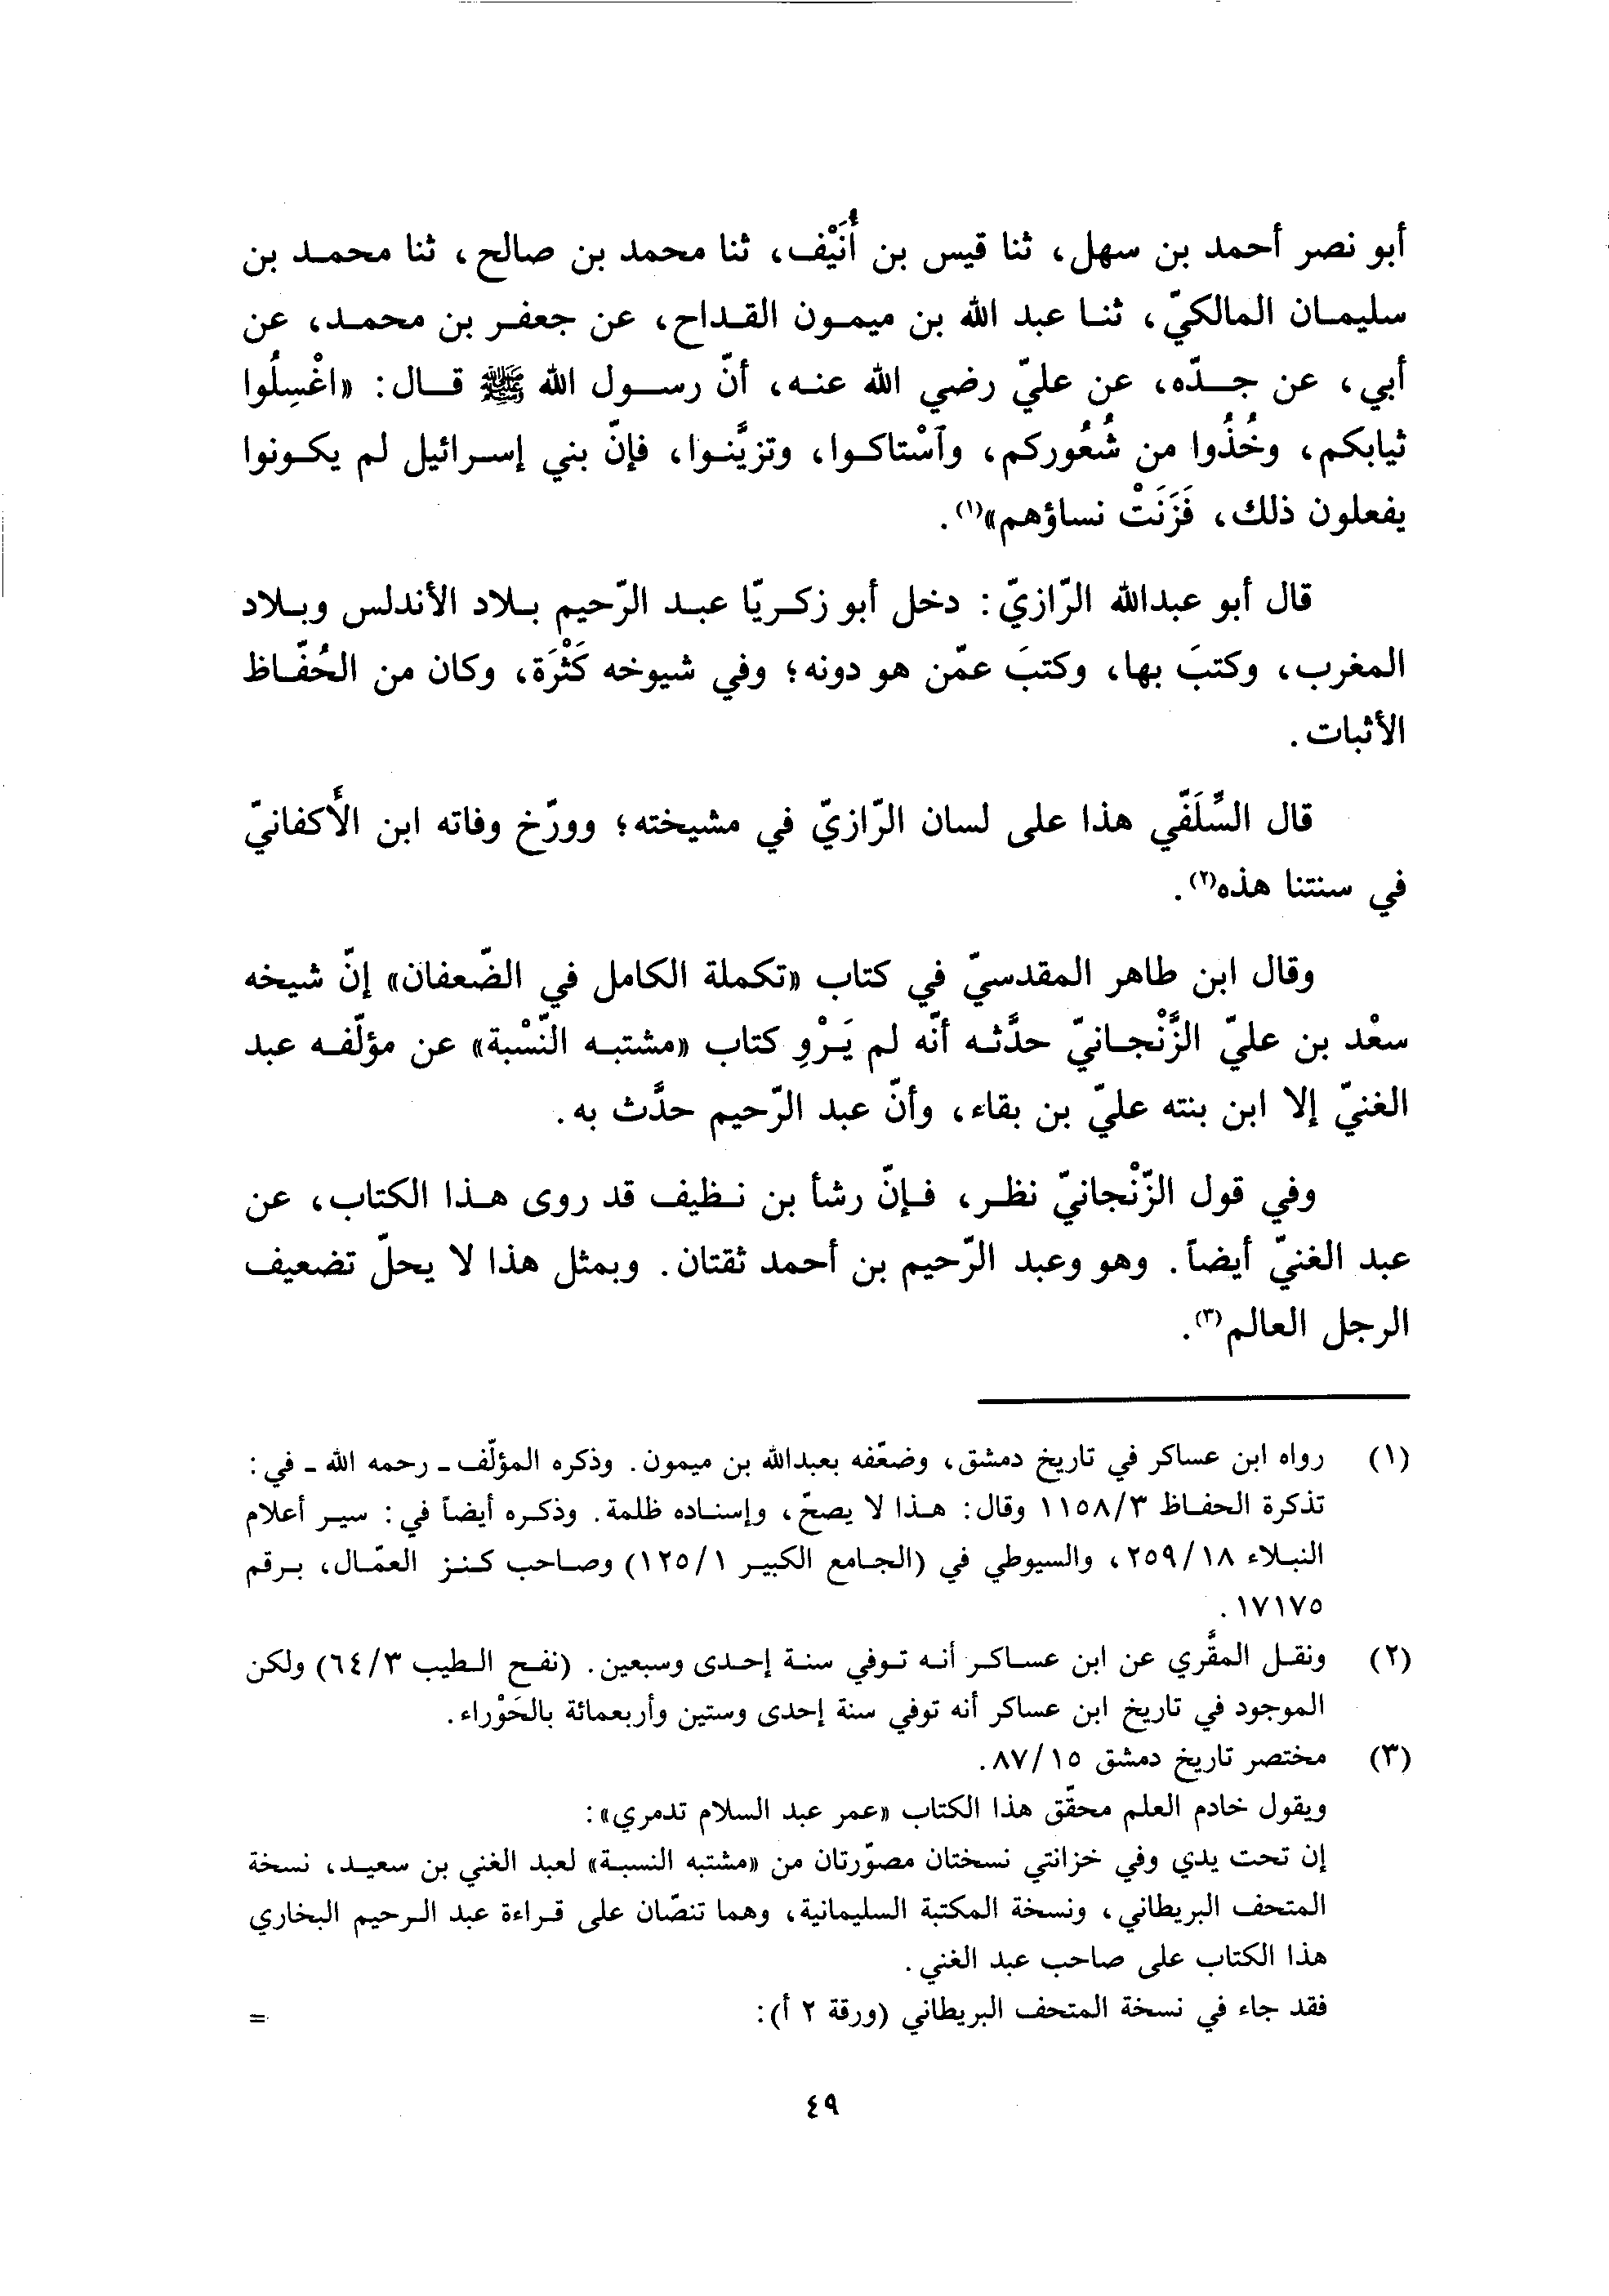 أبو نصر أحمد بن سهل، ثنا قيس بن أُنَيْف، ثنا محمد بن صالح، ثنا محمد بن
سليمان المالكيّ، ثنا عبد الله بن ميمون القداح، عن جعفر بن محمد، عن
أبي، عن جدّه، عن عليّ رضي الله عنه، أنّ رسول الله ﷺ قال: «اغْسِلُوا
ثيابكم، وخُذُوا من شُعُوركم، وآسْتاكوا، وتزيَّنوا، فإنّ بني إسرائيل لم يكونوا
يفعلون ذلك، فَزَنَتْ نساؤهم»(١).
قال أبو عبدالله الرّازيّ: دخل أبو زكريّا عبد الرّحيم بلاد الأندلس وبلاد
المغرب، وكتبَ بها، وكتبَ عمّن هو دونه؛ وفي شيوخه كَثْرَة، وكان من الحُفّاظ
الأثبات.
قال السِّلَفّي هذا على لسان الرّازيّ في مشيخته؛ وورّخ وفاته ابن الأَكفانيّ
في سنتنا هذه(٢).
وقال ابن طاهر المقدسيّ في كتاب «تكملة الكامل في الضّعفان» إنّ شيخه
سعْد بن عليّ الزَّنْجانيّ حدَّثه أنّه لم يَرْوِ كتاب «مشتبه النّسْبة» عن مؤلّفه عبد
الغنيّ إلا ابن بنته عليّ بن بقاء، وأنّ عبد الرّحيم حدَّث به.
وفي قول الزّنْجانيّ نظر، فإنّ رشأ بن نظيف قد روى هذا الكتاب، عن
عبد الغنيّ أيضاً. وهو وعبد الرّحيم بن أحمد ثقتان. وبمثل هذا لا يحلّ تضعيف
الرجل العالم(٣).
(١) رواه ابن عساكر في تاريخ دمشق، وضعّفه بعبدالله بن ميمون. وذكره المؤلّف ـ رحمه الله ـ في:
تذكرة الحفاظ ١١٥٨/٣ وقال: هذا لا يصحّ، وإسناده ظلمة. وذكره أيضاً في: سير أعلام
النبلاء ٢٥٩/١٨، والسيوطي في (الجامع الكبير ١٢٥/١) وصاحب كنز العمّال، برقم
١٧١٧٥.
(٢) ونقل المقَّري عن ابن عساكر أنه توفي سنة إحدى وسبعين. (نفح الطيب ٦٤/٣) ولكن
الموجود في تاريخ ابن عساكر أنه توفي سنة إحدى وستين وأربعمائة بالحَوْراء.
(٣) مختصر تاريخ دمشق ٨٧/١٥.
ويقول خادم العلم محقّق هذا الكتاب «عمر عبد السلام تدمري»:
إن تحت يدي وفي خزانتي نسختان مصوّرتان من «مشتبه النسبة» لعبد الغني بن سعيد، نسخة
المتحف البريطاني، ونسخة المكتبة السليمانية، وهما تنصّان على قراءة عبد الرحيم البخاري
هذا الكتاب على صاحب عبد الغني.
فقد جاء في نسخة المتحف البريطاني (ورقة ٢ أ): =
٤٩